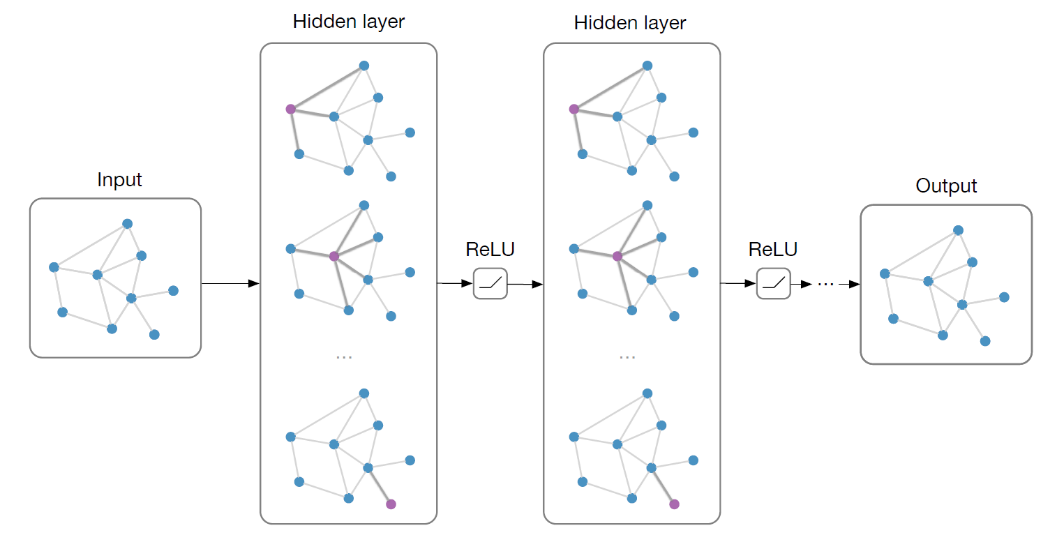 Hidden layer
Hidden layer
Input
Output
ReLU
ReLU
...
...
...